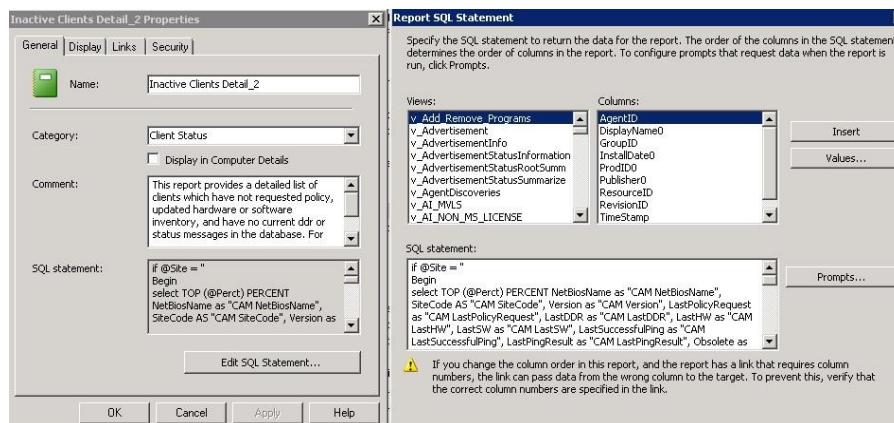 Inactive Clients Detail_2 Properties
General
Display
Links
Security
Name:
Inactive Clients Detail_2
Category:
Client Status
Display in Computer Details
Comment:
This report provides a detailed list of
clients which have not requested policy,
updated hardware or software
inventory, and have no current ddr or
status messages in the database. For
SQL statement:
if @Site = ''
Begin
select TOP (@Perct) PERCENT
NetBiosName as "CAM NetBiosName",
SiteCode AS "CAM SiteCode", Version as
Edit SQL Statement...
OK
Cancel
Apply
Help
Report SQL Statement
Specify the SQL statement to return the data for the report. The order of the columns in the SQL statement
determines the order of columns in the report. To configure prompts that request data when the report is
run, click Prompts.
Views:
v_Add_Remove_Programs
v_Advertisement
v_AdvertisementInfo
v_AdvertisementStatusInformation
v_AdvertisementStatusRootSumm
v_AdvertisementStatusSummarize
v_AgentDiscoveries
v_AI_MVLS
v_AI_NON_MS_LICENSE
Columns:
AgentID
DisplayName0
GroupID
InstallDate0
ProdID0
Publisher0
ResourceID
RevisionID
TimeStamp
Insert
Values...
SQL statement:
if @Site = ''
Begin
select TOP (@Perct) PERCENT NetBiosName as "CAM NetBiosName",
SiteCode AS "CAM SiteCode", Version as "CAM Version", LastPolicyRequest
as "CAM LastPolicyRequest", LastDDR as "CAM LastDDR", LastHW as "CAM
LastHW", LastSW as "CAM LastSW", LastSuccessfulPing as "CAM
LastSuccessfulPing", LastPingResult as "CAM LastPingResult", Obsolete as
Prompts...
If you change the column order in this report, and the report has a link that requires column
numbers, the link can pass data from the wrong column to the target. To prevent this, verify that
the correct column numbers are specified in the link.